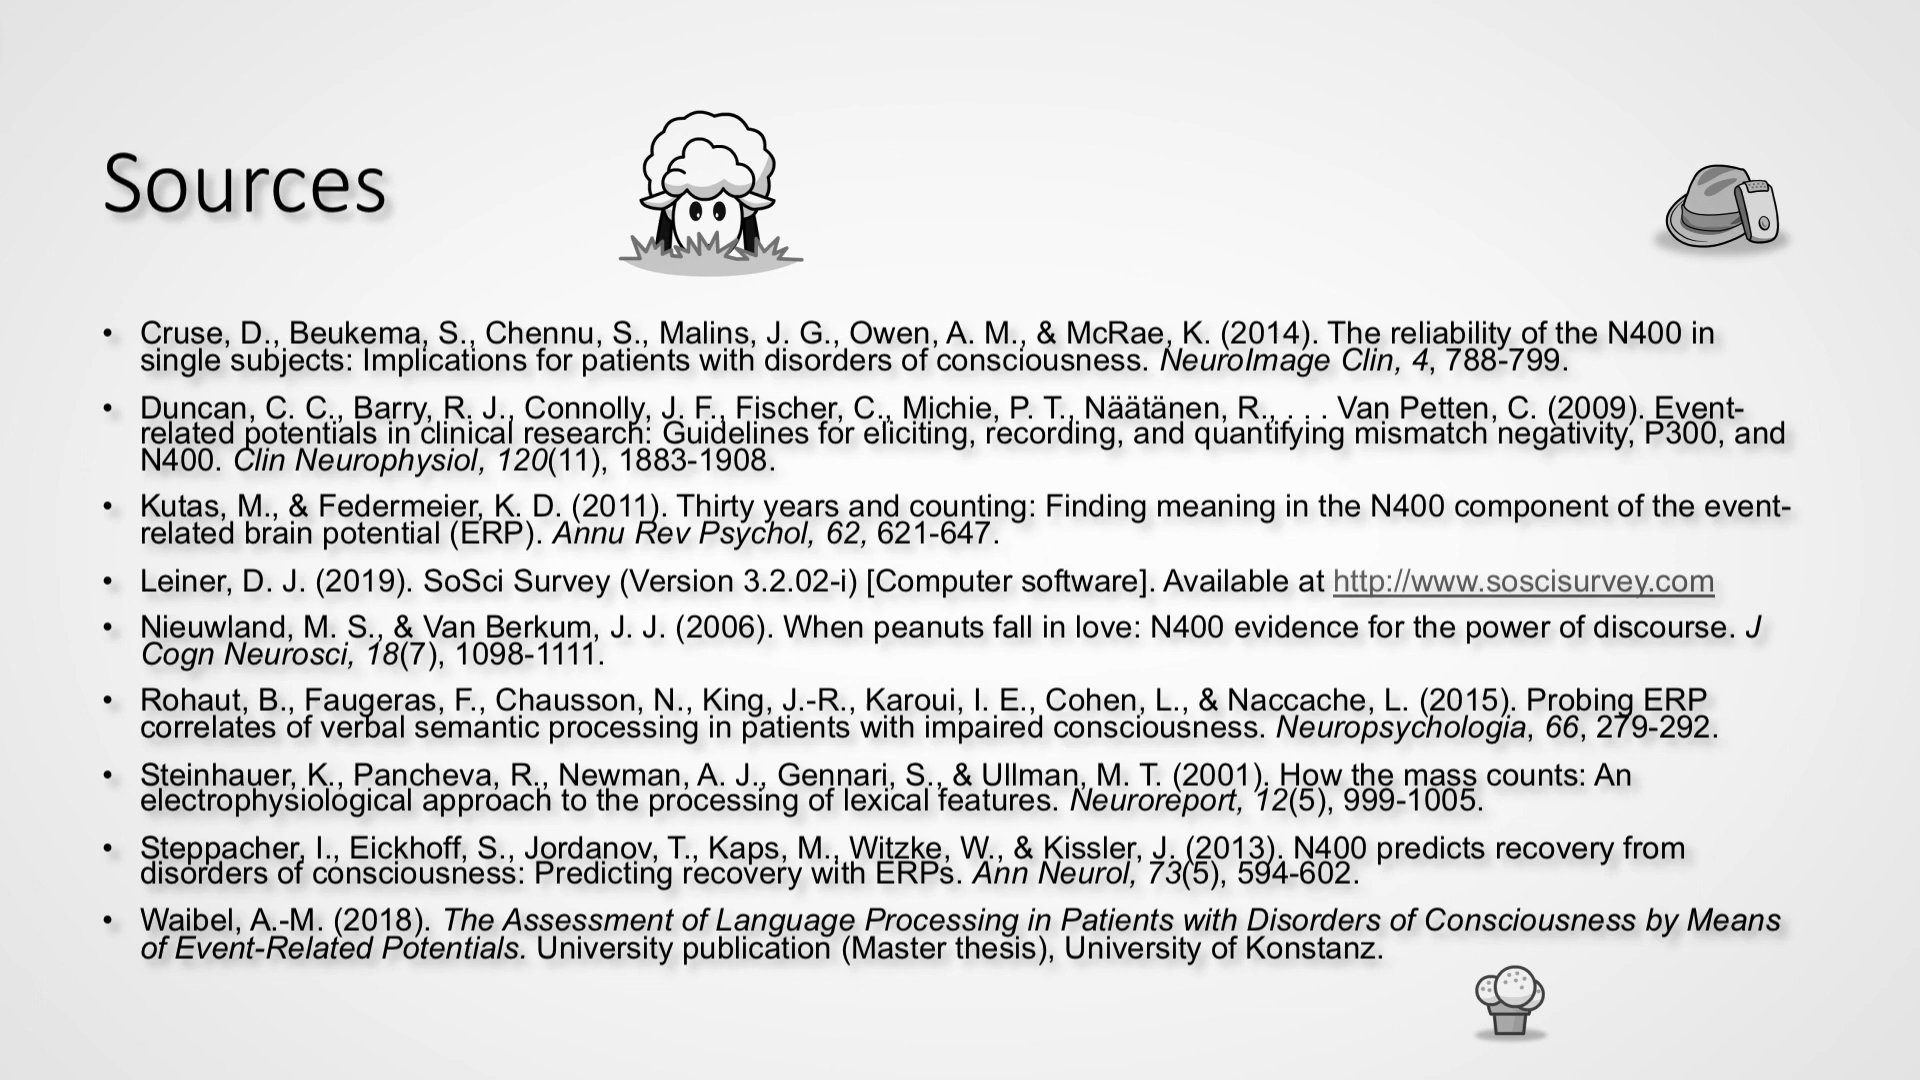 Sources
• Cruse, D., Beukema, S., Chennu, S., Malins, J. G., Owen, A. M., & McRae, K. (2014). The reliability of the N400 in
single subjects: Implications for patients with disorders of consciousness. NeuroImage Clin, 4, 788-799.
• Duncan, C. C., Barry, R. J., Connolly, J. F., Fischer, C., Michie, P. T., Näätänen, R., . . . Van Petten, C. (2009). Event-
related potentials in clinical research: Guidelines for eliciting, recording, and quantifying mismatch negativity, P300, and
N400. Clin Neurophysiol, 120(11), 1883-1908.
• Kutas, M., & Federmeier, K. D. (2011). Thirty years and counting: Finding meaning in the N400 component of the event-
related brain potential (ERP). Annu Rev Psychol, 62, 621-647.
• Leiner, D. J. (2019). SoSci Survey (Version 3.2.02-i) [Computer software]. Available at http://www.soscisurvey.com
• Nieuwland, M. S., & Van Berkum, J. J. (2006). When peanuts fall in love: N400 evidence for the power of discourse. J
Cogn Neurosci, 18(7), 1098-1111.
• Rohaut, B., Faugeras, F., Chausson, N., King, J.-R., Karoui, I. E., Cohen, L., & Naccache, L. (2015). Probing ERP
correlates of verbal semantic processing in patients with impaired consciousness. Neuropsychologia, 66, 279-292.
• Steinhauer, K., Pancheva, R., Newman, A. J., Gennari, S., & Ullman, M. T. (2001). How the mass counts: An
electrophysiological approach to the processing of lexical features. Neuroreport, 12(5), 999-1005.
• Steppacher, I., Eickhoff, S., Jordanov, T., Kaps, M., Witzke, W., & Kissler, J. (2013). N400 predicts recovery from
disorders of consciousness: Predicting recovery with ERPs. Ann Neurol, 73(5), 594-602.
• Waibel, A.-M. (2018). The Assessment of Language Processing in Patients with Disorders of Consciousness by Means
of Event-Related Potentials. University publication (Master thesis), University of Konstanz.